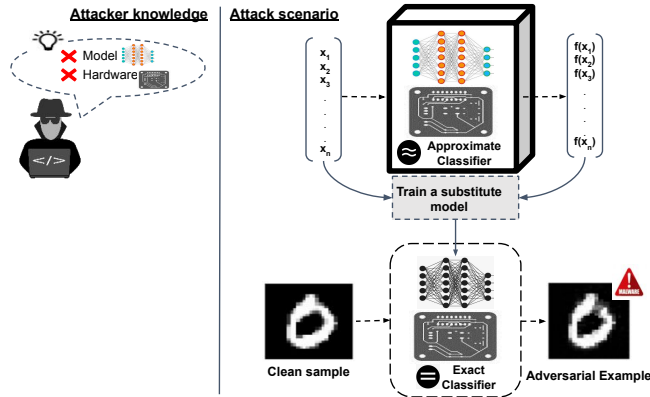 Attacker knowledge
Attack scenario
Model
Hardware
</>
x1
x2
x3
.
.
.
.
xn
≈ Approximate
Classifier
f(x1)
f(x2)
f(x3)
.
.
.
.
f(xn)
Train a substitute
model
Clean sample
= Exact
Classifier
MALWARE
Adversarial Example